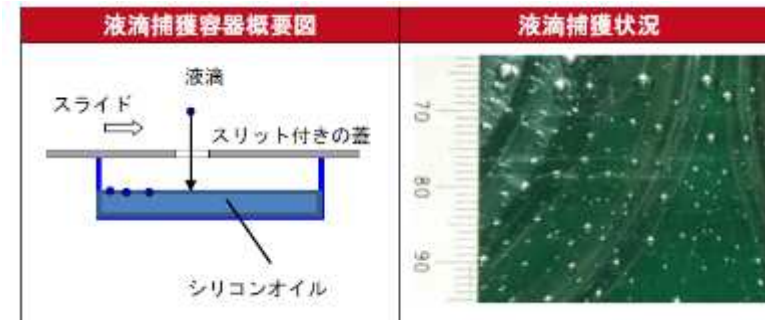 液滴捕獲容器概要図
液滴捕獲状況
液滴
スライド
スリット付きの蓋
シリコンオイル
70
80
90